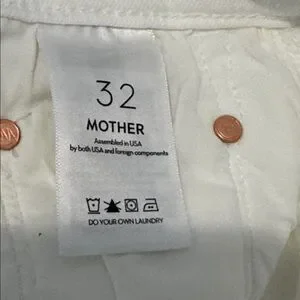 32
MOTHER
Assembled in USA
by both USA and foreign components
DO YOUR OWN LAUNDRY